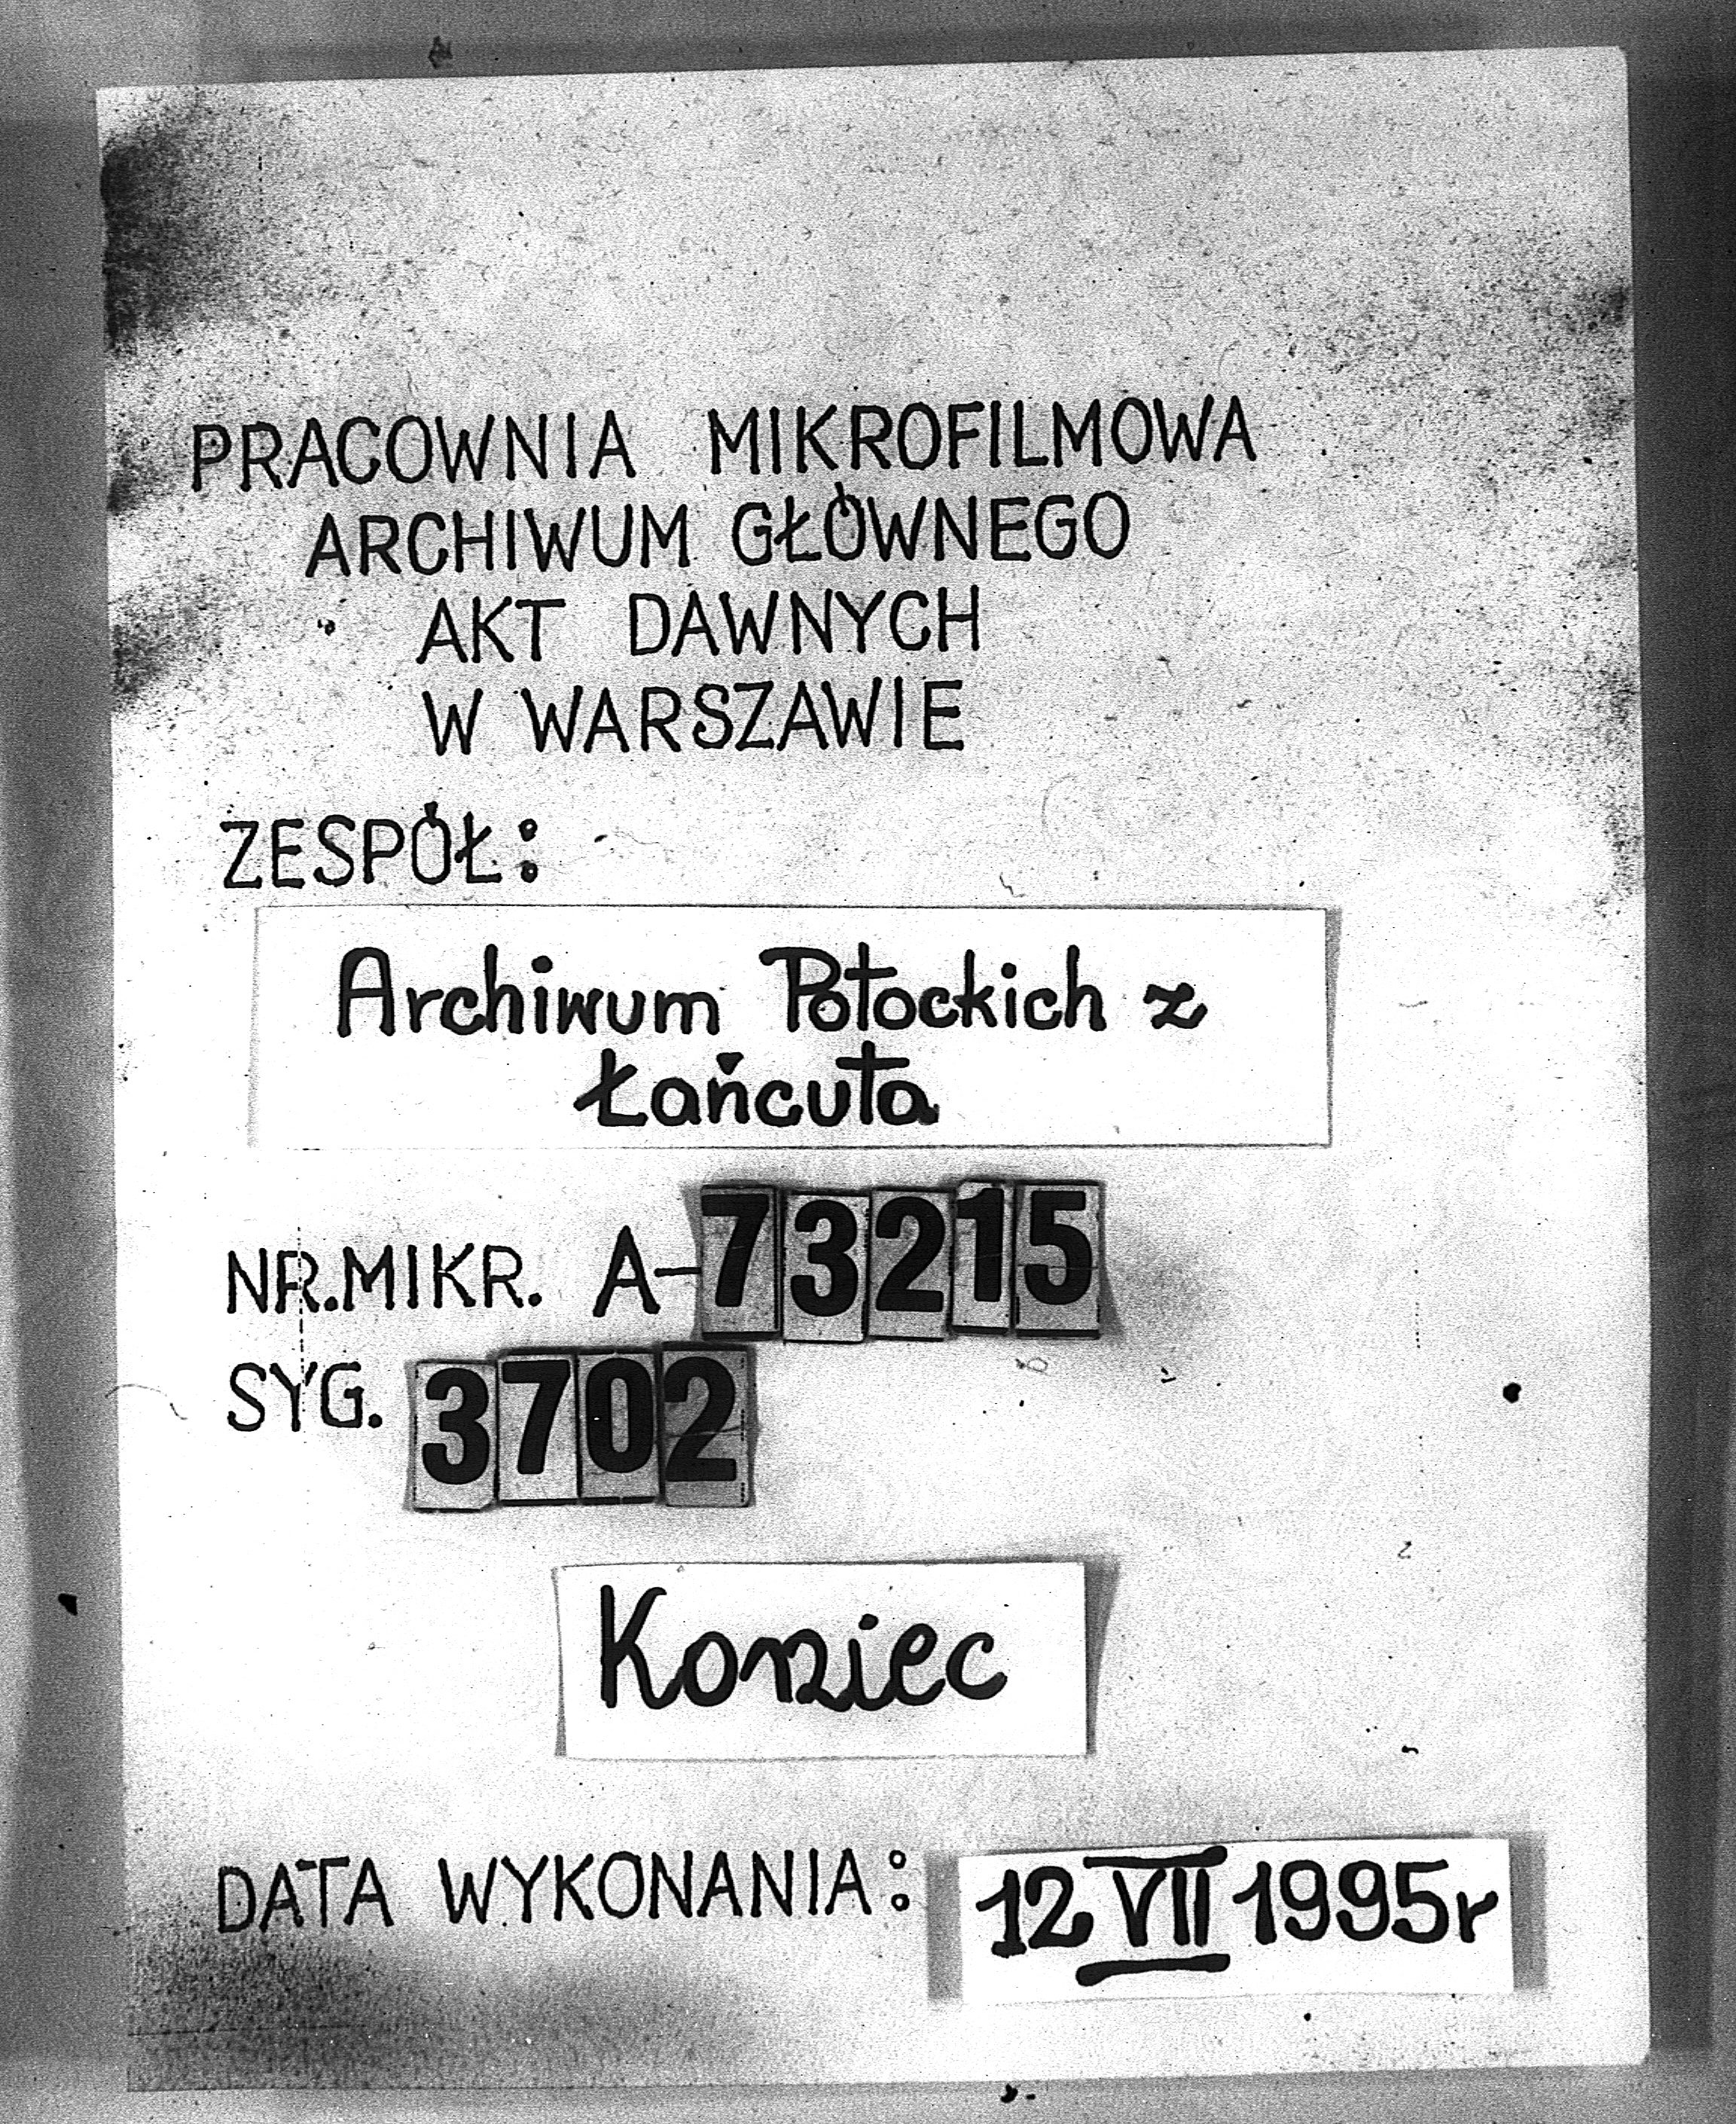 PRACOWNIA MIKROFILMOWA
ARCHIWUM GŁÓWNEGO
AKT DAWNYCH
W WARSZAWIE
ZESPÓŁ:
Archiwum Potockich z
Łańcuta
NR.MIKR. A-73215
SYG. 3702
Koniec
DATA WYKONANIA: 12 VII 1995r